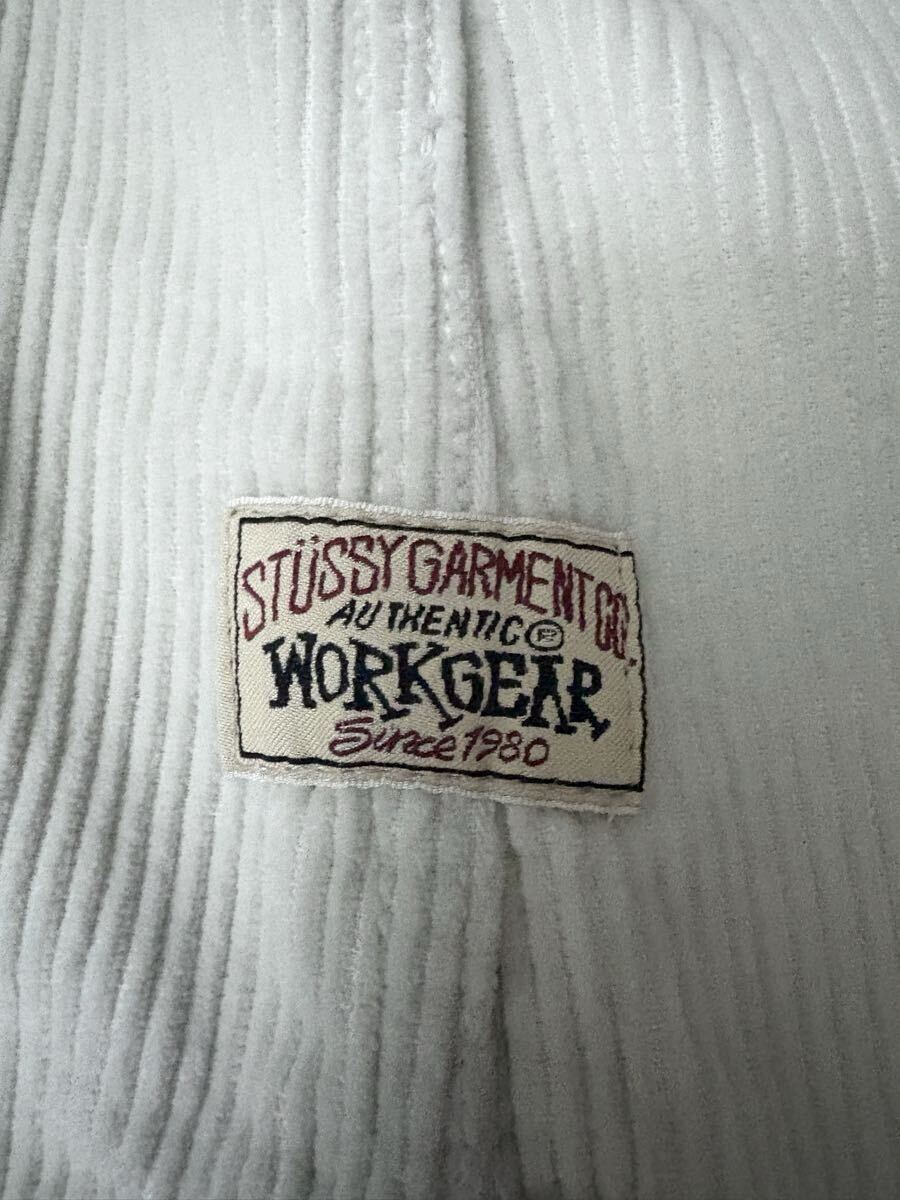 STÜSSY GARMENT CO.
AUTHENTIC®
WORKGEAR
Since 1980